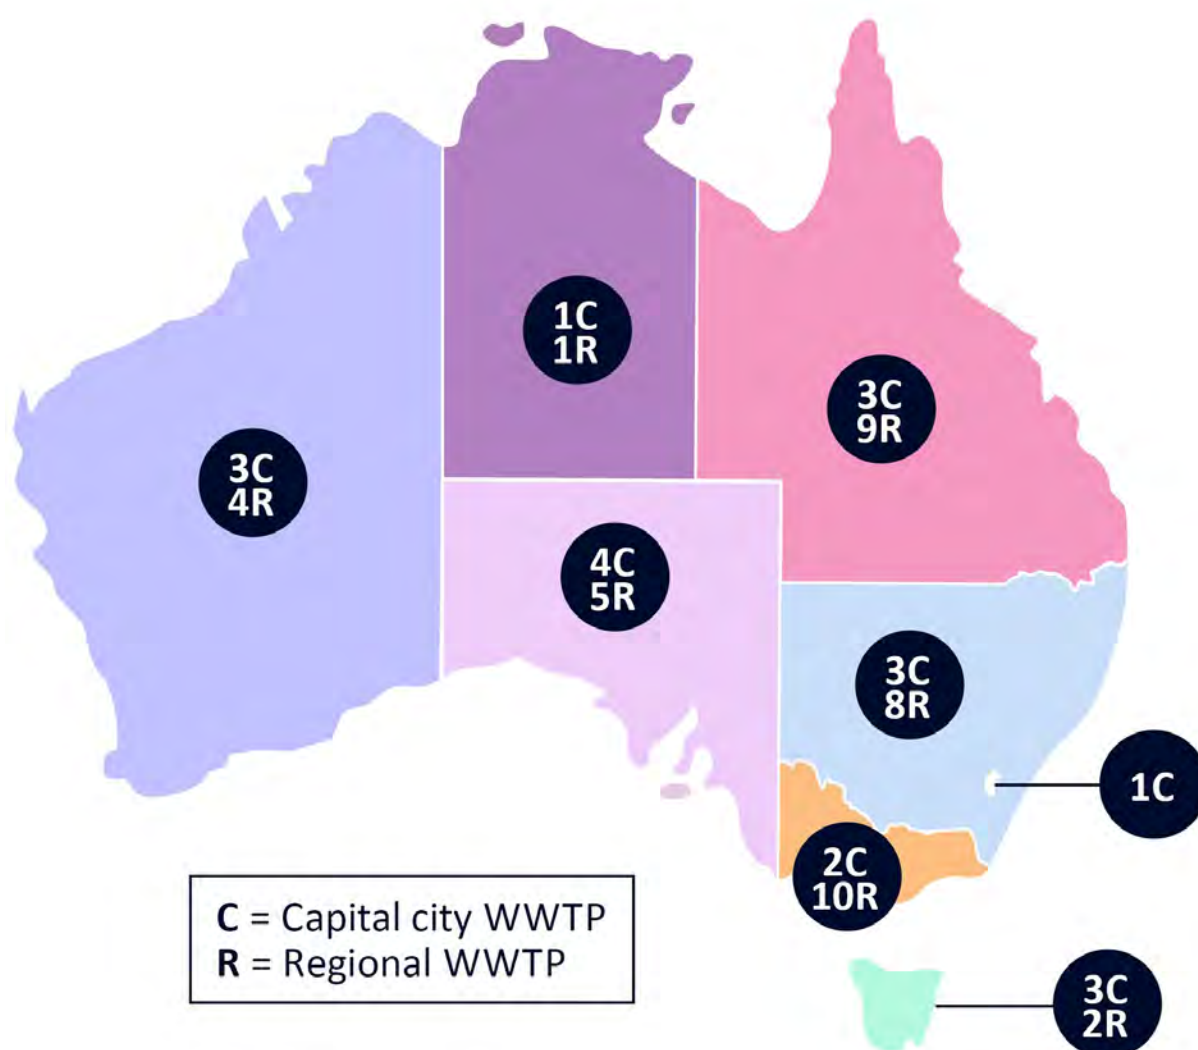 1C
1R
3C
9R
3C
4R
4C
5R
3C
8R
1C
2C
10R
C = Capital city WWTP
R = Regional WWTP
3C
2R